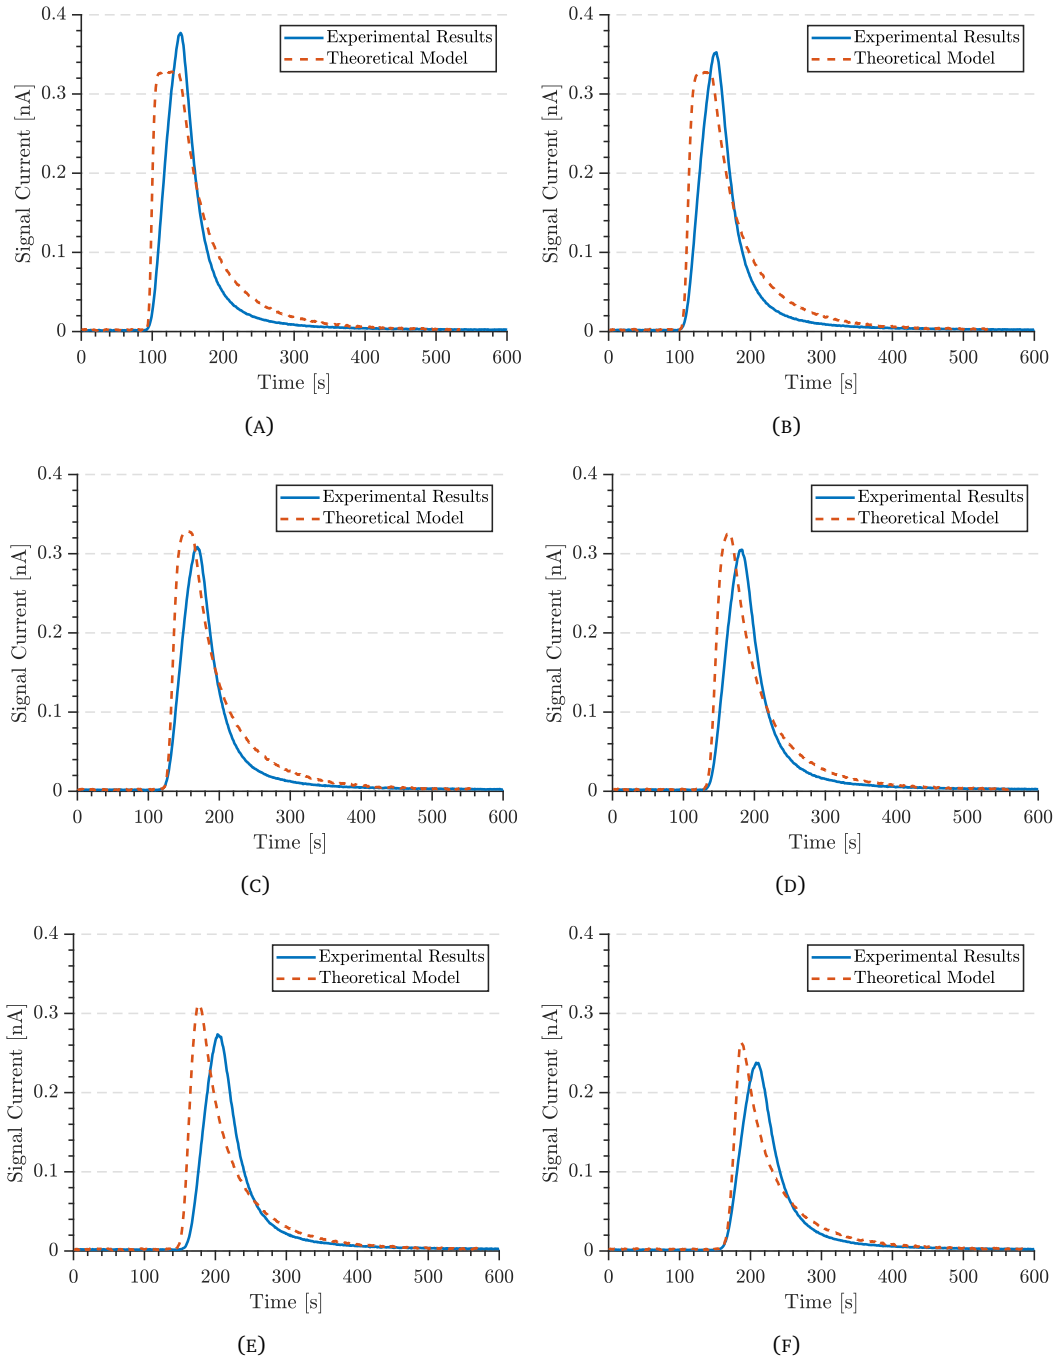 0.4
Experimental Results
Theoretical Model
0.3
0.2
0.1
0
Signal Current [nA]
0 100 200 300 400 500 600
Time [s]
(A)
0.4
Experimental Results
Theoretical Model
0.3
0.2
0.1
0
Signal Current [nA]
0 100 200 300 400 500 600
Time [s]
(B)
0.4
Experimental Results
Theoretical Model
0.3
0.2
0.1
0
Signal Current [nA]
0 100 200 300 400 500 600
Time [s]
(C)
0.4
Experimental Results
Theoretical Model
0.3
0.2
0.1
0
Signal Current [nA]
0 100 200 300 400 500 600
Time [s]
(D)
0.4
Experimental Results
Theoretical Model
0.3
0.2
0.1
0
Signal Current [nA]
0 100 200 300 400 500 600
Time [s]
(E)
0.4
Experimental Results
Theoretical Model
0.3
0.2
0.1
0
Signal Current [nA]
0 100 200 300 400 500 600
Time [s]
(F)